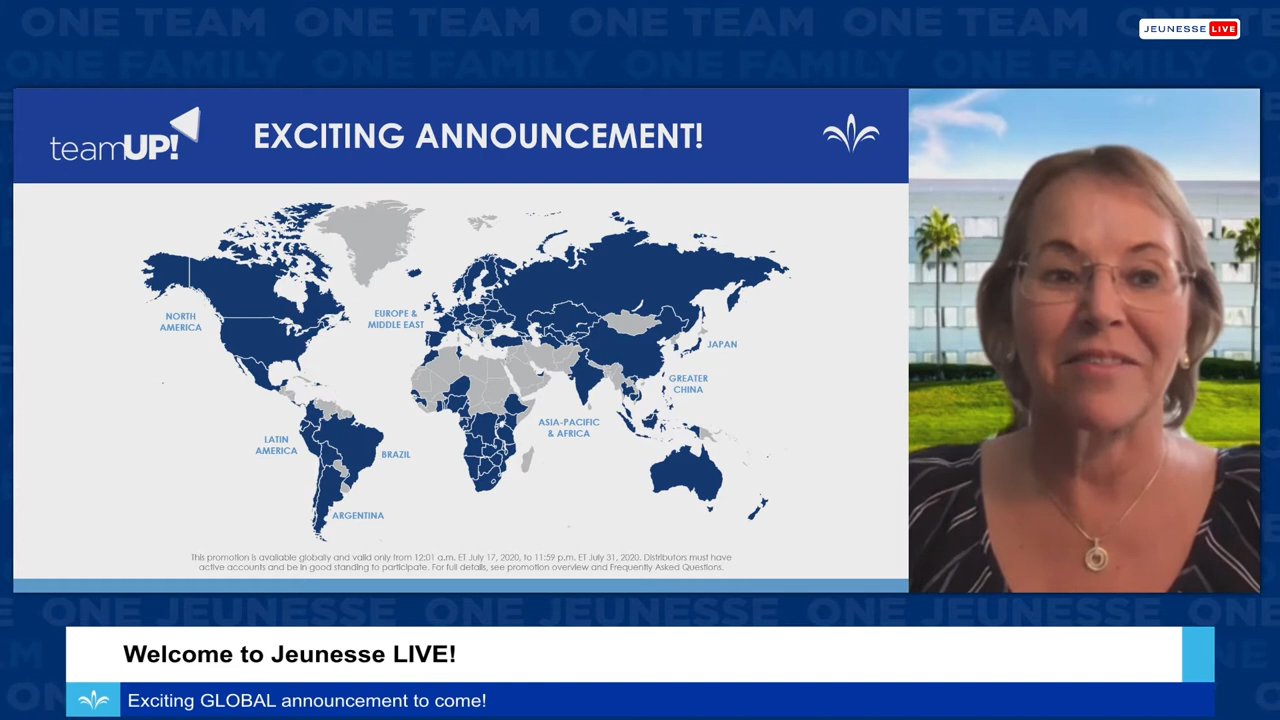 ONE TEAM ONE TEAM ONE TEAM ONE TEAM
JEUNESSE LIVE
ONE FAMILY ONE FAMILY ONE FAMILY
teamUP!
EXCITING ANNOUNCEMENT!
NORTH
AMERICA
EUROPE &
MIDDLE EAST
JAPAN
GREATER
CHINA
ASIA-PACIFIC
& AFRICA
LATIN
AMERICA
BRAZIL
ARGENTINA
This promotion is available globally and valid only from 12:01 a.m. ET July 17, 2020, to 11:59 p.m. ET July 31, 2020. Distributors must have
active accounts and be in good standing to participate. For full details, see promotion overview and Frequently Asked Questions.
ONE JEUNESSE ONE JEUNESSE ONE JEUNESSE
Welcome to Jeunesse LIVE!
Exciting GLOBAL announcement to come!